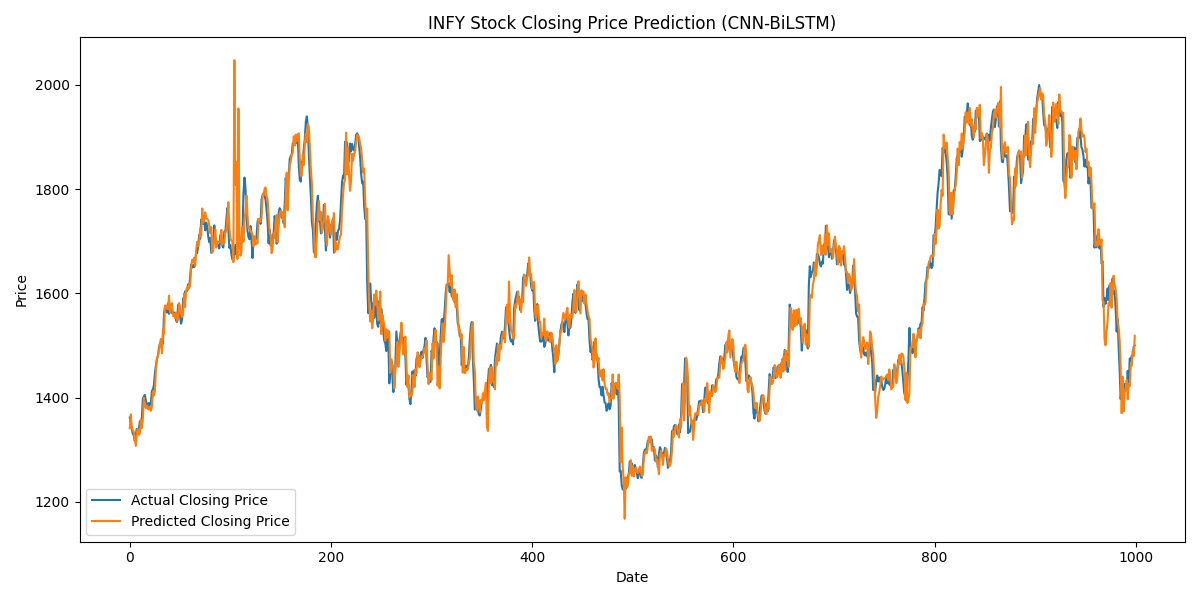 INFY Stock Closing Price Prediction (CNN-BiLSTM)
Price
2000
1800
1600
1400
1200
Actual Closing Price
Predicted Closing Price
0 200 400 600 800 1000
Date